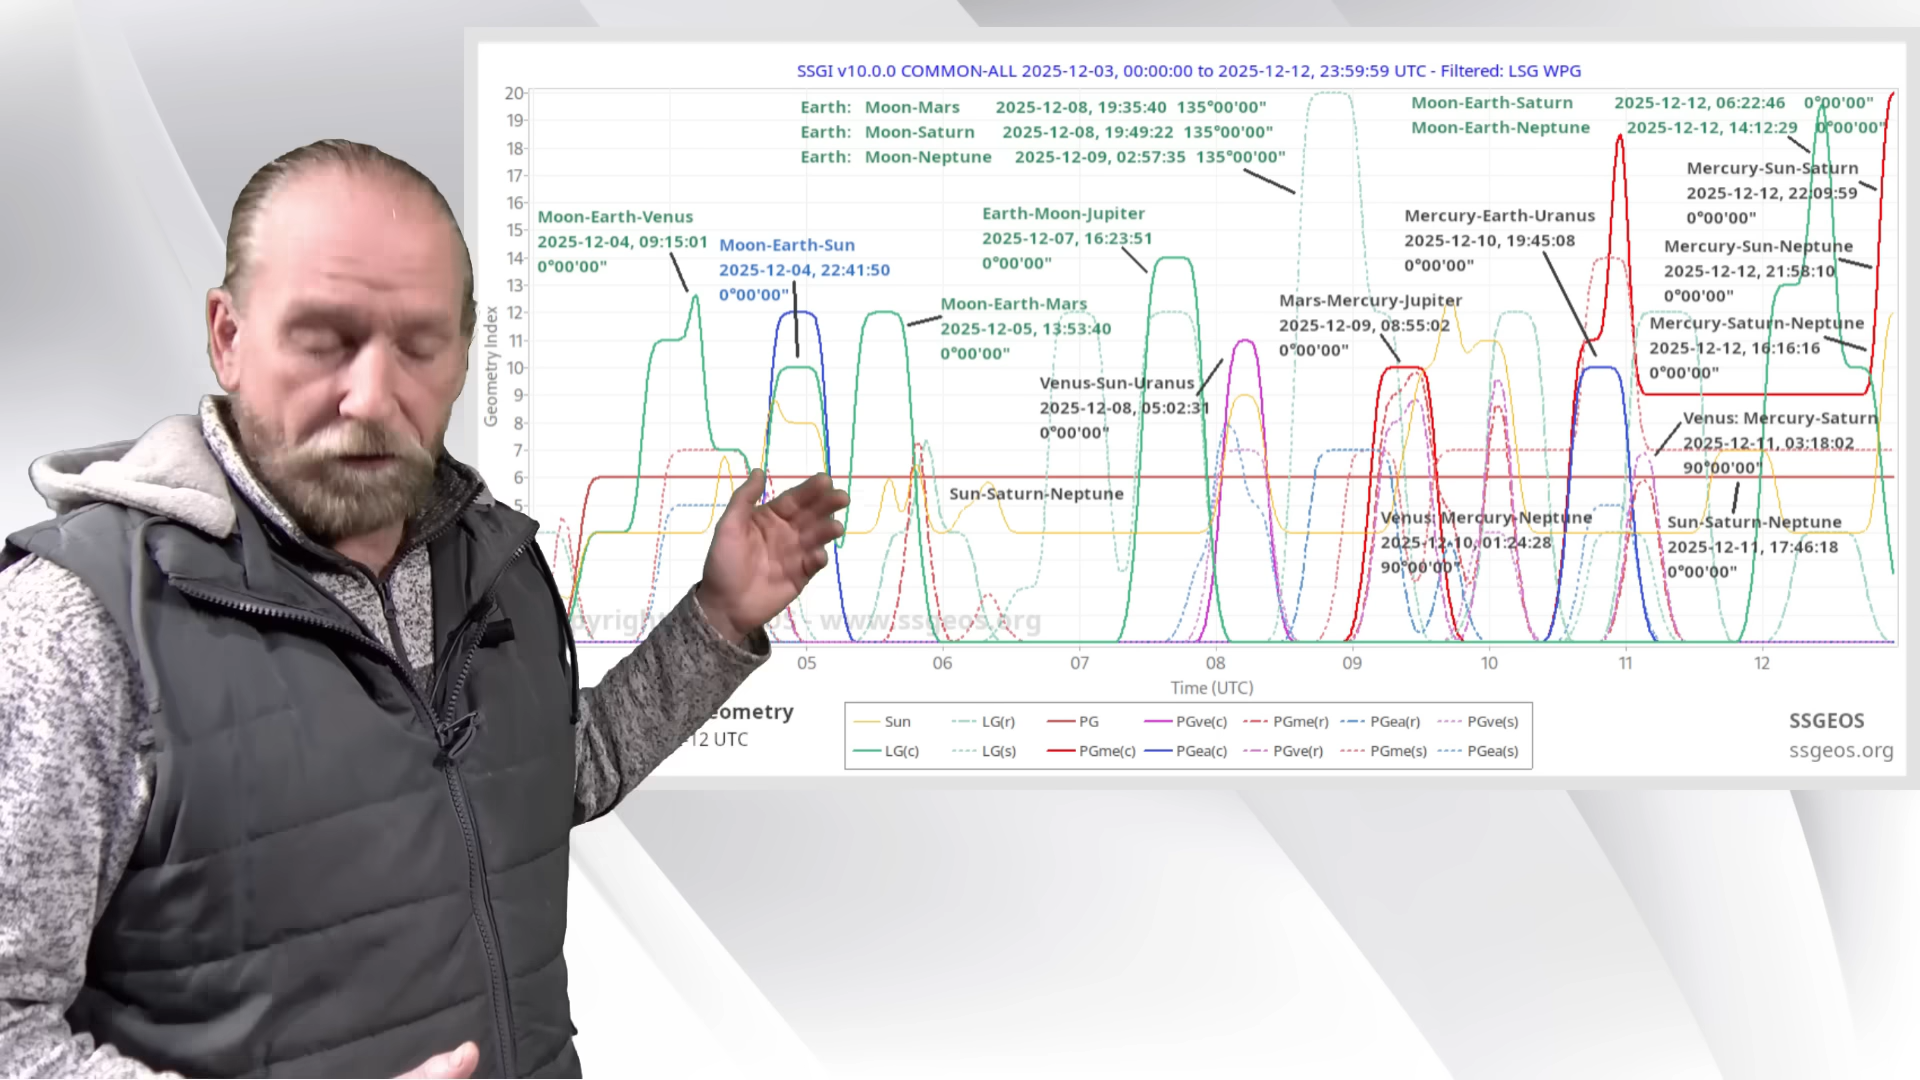 SSGI v10.0.0 COMMON-ALL 2025-12-03, 00:00:00 to 2025-12-12, 23:59:59 UTC - Filtered: LSG WPG
Geometry Index
20
19
18
17
16
15
14
13
12
11
10
9
8
7
6
5
Earth: Moon-Mars 2025-12-08, 19:35:40 135°00'00"
Earth: Moon-Saturn 2025-12-08, 19:49:22 135°00'00"
Earth: Moon-Neptune 2025-12-09, 02:57:35 135°00'00"
Moon-Earth-Saturn 2025-12-12, 06:22:46 0°00'00"
Moon-Earth-Neptune 2025-12-12, 14:12:29 0°00'00"
Moon-Earth-Venus
2025-12-04, 09:15:01
0°00'00"
Moon-Earth-Sun
2025-12-04, 22:41:50
0°00'00"
Moon-Earth-Mars
2025-12-05, 13:53:40
0°00'00"
Earth-Moon-Jupiter
2025-12-07, 16:23:51
0°00'00"
Venus-Sun-Uranus
2025-12-08, 05:02:31
0°00'00"
Mars-Mercury-Jupiter
2025-12-09, 08:55:02
0°00'00"
Mercury-Earth-Uranus
2025-12-10, 19:45:08
0°00'00"
Mercury-Sun-Saturn
2025-12-12, 22:09:59
0°00'00"
Mercury-Sun-Neptune
2025-12-12, 21:58:10
0°00'00"
Mercury-Saturn-Neptune
2025-12-12, 16:16:16
0°00'00"
Venus: Mercury-Saturn
2025-12-11, 03:18:02
90°00'00"
Sun-Saturn-Neptune
Venus: Mercury-Neptune
2025-12-10, 01:24:28
90°00'00"
Sun-Saturn-Neptune
2025-12-11, 17:46:18
0°00'00"
- www.ssgeos.org
05 06 07 08 09 10 11 12
Time (UTC)
12 UTC
Sun LG(r) PG PGve(c) PGme(r) PGea(r) PGve(s)
LG(c) LG(s) PGme(c) PGea(c) PGve(r) PGme(s) PGea(s)
SSGEOS
ssgeos.org